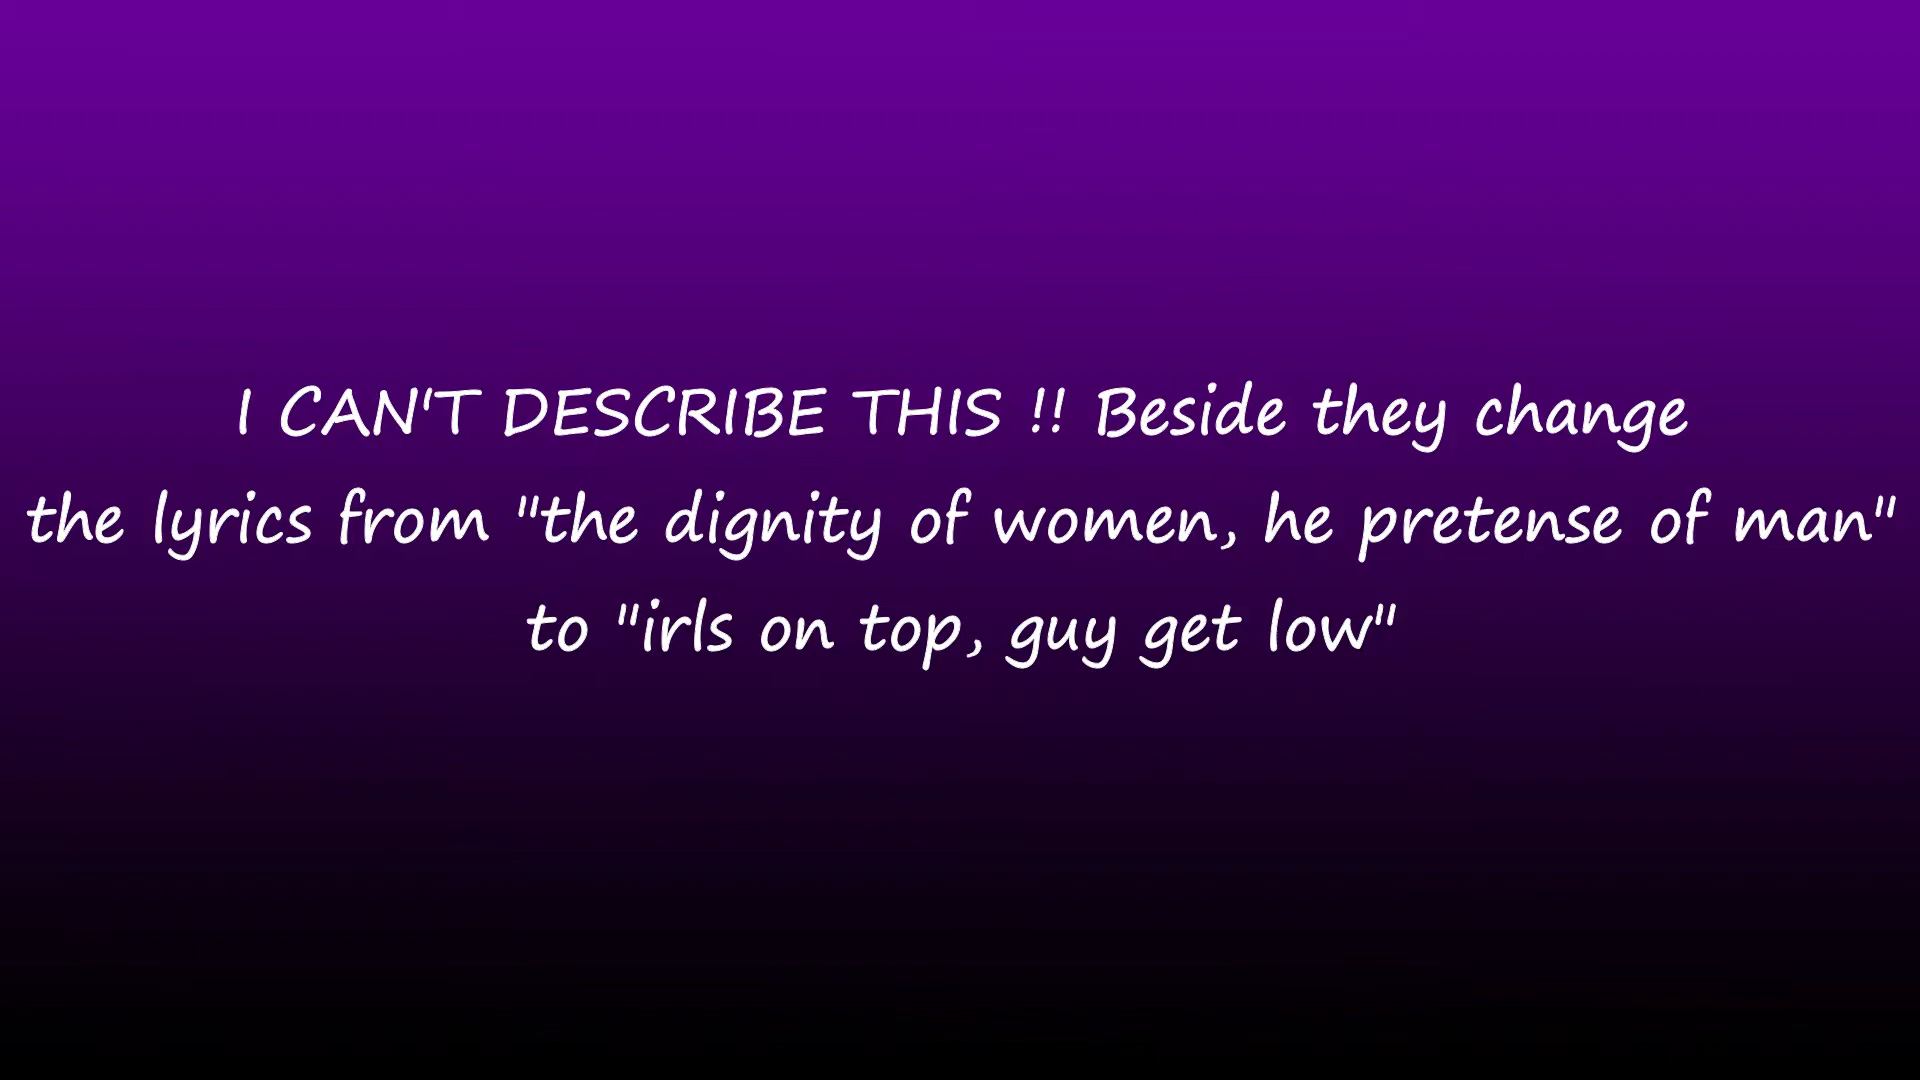 I CAN'T DESCRIBE THIS !! Beside they change
the lyrics from "the dignity of women, he pretense of man"
to "irls on top, guy get low"